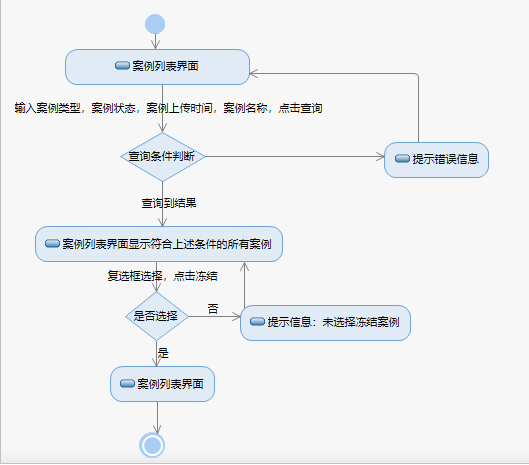 案例列表界面
输入案例类型，案例状态，案例上传时间，案例名称，点击查询
查询条件判断
提示错误信息
查询到结果
案例列表界面显示符合上述条件的所有案例
复选框选择，点击冻结
是否选择
否
提示信息：未选择冻结案例
是
案例列表界面